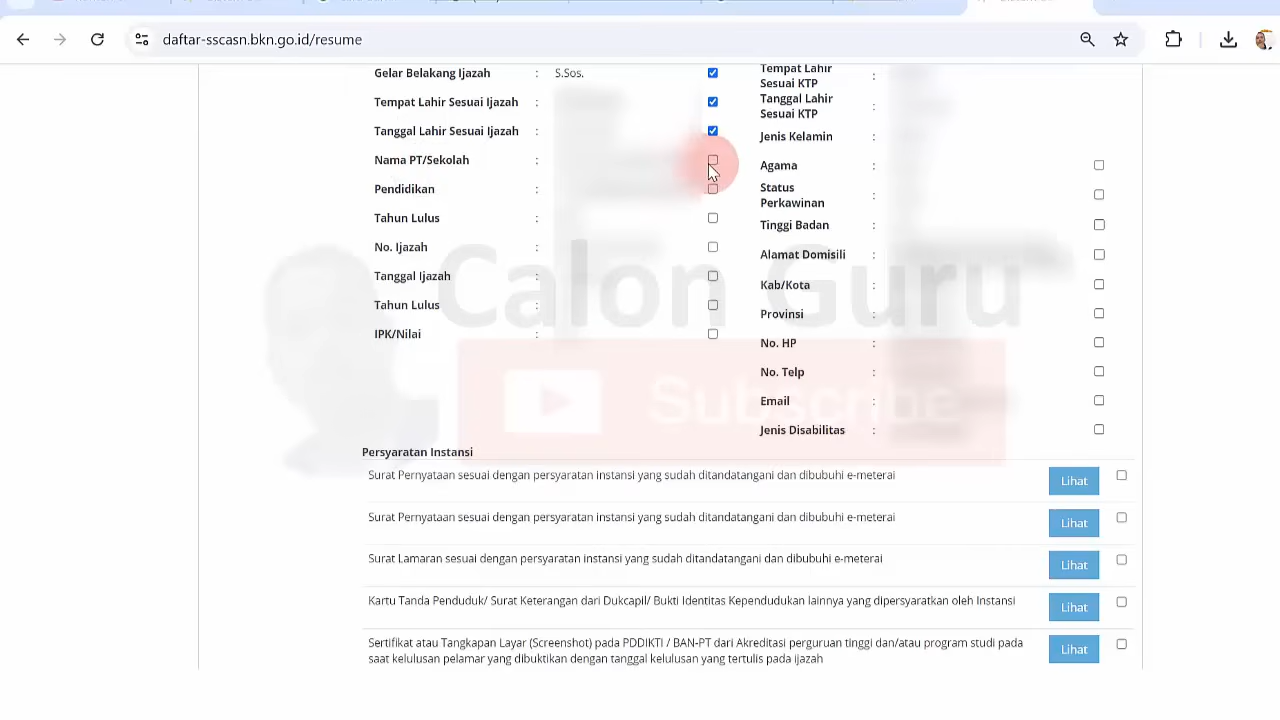 daftar-sscasn.bkn.go.id/resume
Gelar Belakang Ijazah : S.Sos.
Tempat Lahir Sesuai Ijazah :
Tanggal Lahir Sesuai Ijazah :
Nama PT/Sekolah :
Pendidikan :
Tahun Lulus :
No. Ijazah :
Tanggal Ijazah :
Tahun Lulus :
IPK/Nilai :
Tempat Lahir
Sesuai KTP :
Tanggal Lahir
Sesuai KTP :
Jenis Kelamin :
Agama :
Status
Perkawinan :
Tinggi Badan :
Alamat Domisili :
Kab/Kota :
Provinsi :
No. HP :
No. Telp :
Email :
Jenis Disabilitas :
Calon Guru
Subscribe
Persyaratan Instansi
Surat Pernyataan sesuai dengan persyaratan instansi yang sudah ditandatangani dan dibubuhi e-meterai Lihat
Surat Pernyataan sesuai dengan persyaratan instansi yang sudah ditandatangani dan dibubuhi e-meterai Lihat
Surat Lamaran sesuai dengan persyaratan instansi yang sudah ditandatangani dan dibubuhi e-meterai Lihat
Kartu Tanda Penduduk/ Surat Keterangan dari Dukcapil/ Bukti Identitas Kependudukan lainnya yang dipersyaratkan oleh Instansi Lihat
Sertifikat atau Tangkapan Layar (Screenshot) pada PDDIKTI / BAN-PT dari Akreditasi perguruan tinggi dan/atau program studi pada Lihat
saat kelulusan pelamar yang dibuktikan dengan tanggal kelulusan yang tertulis pada ijazah